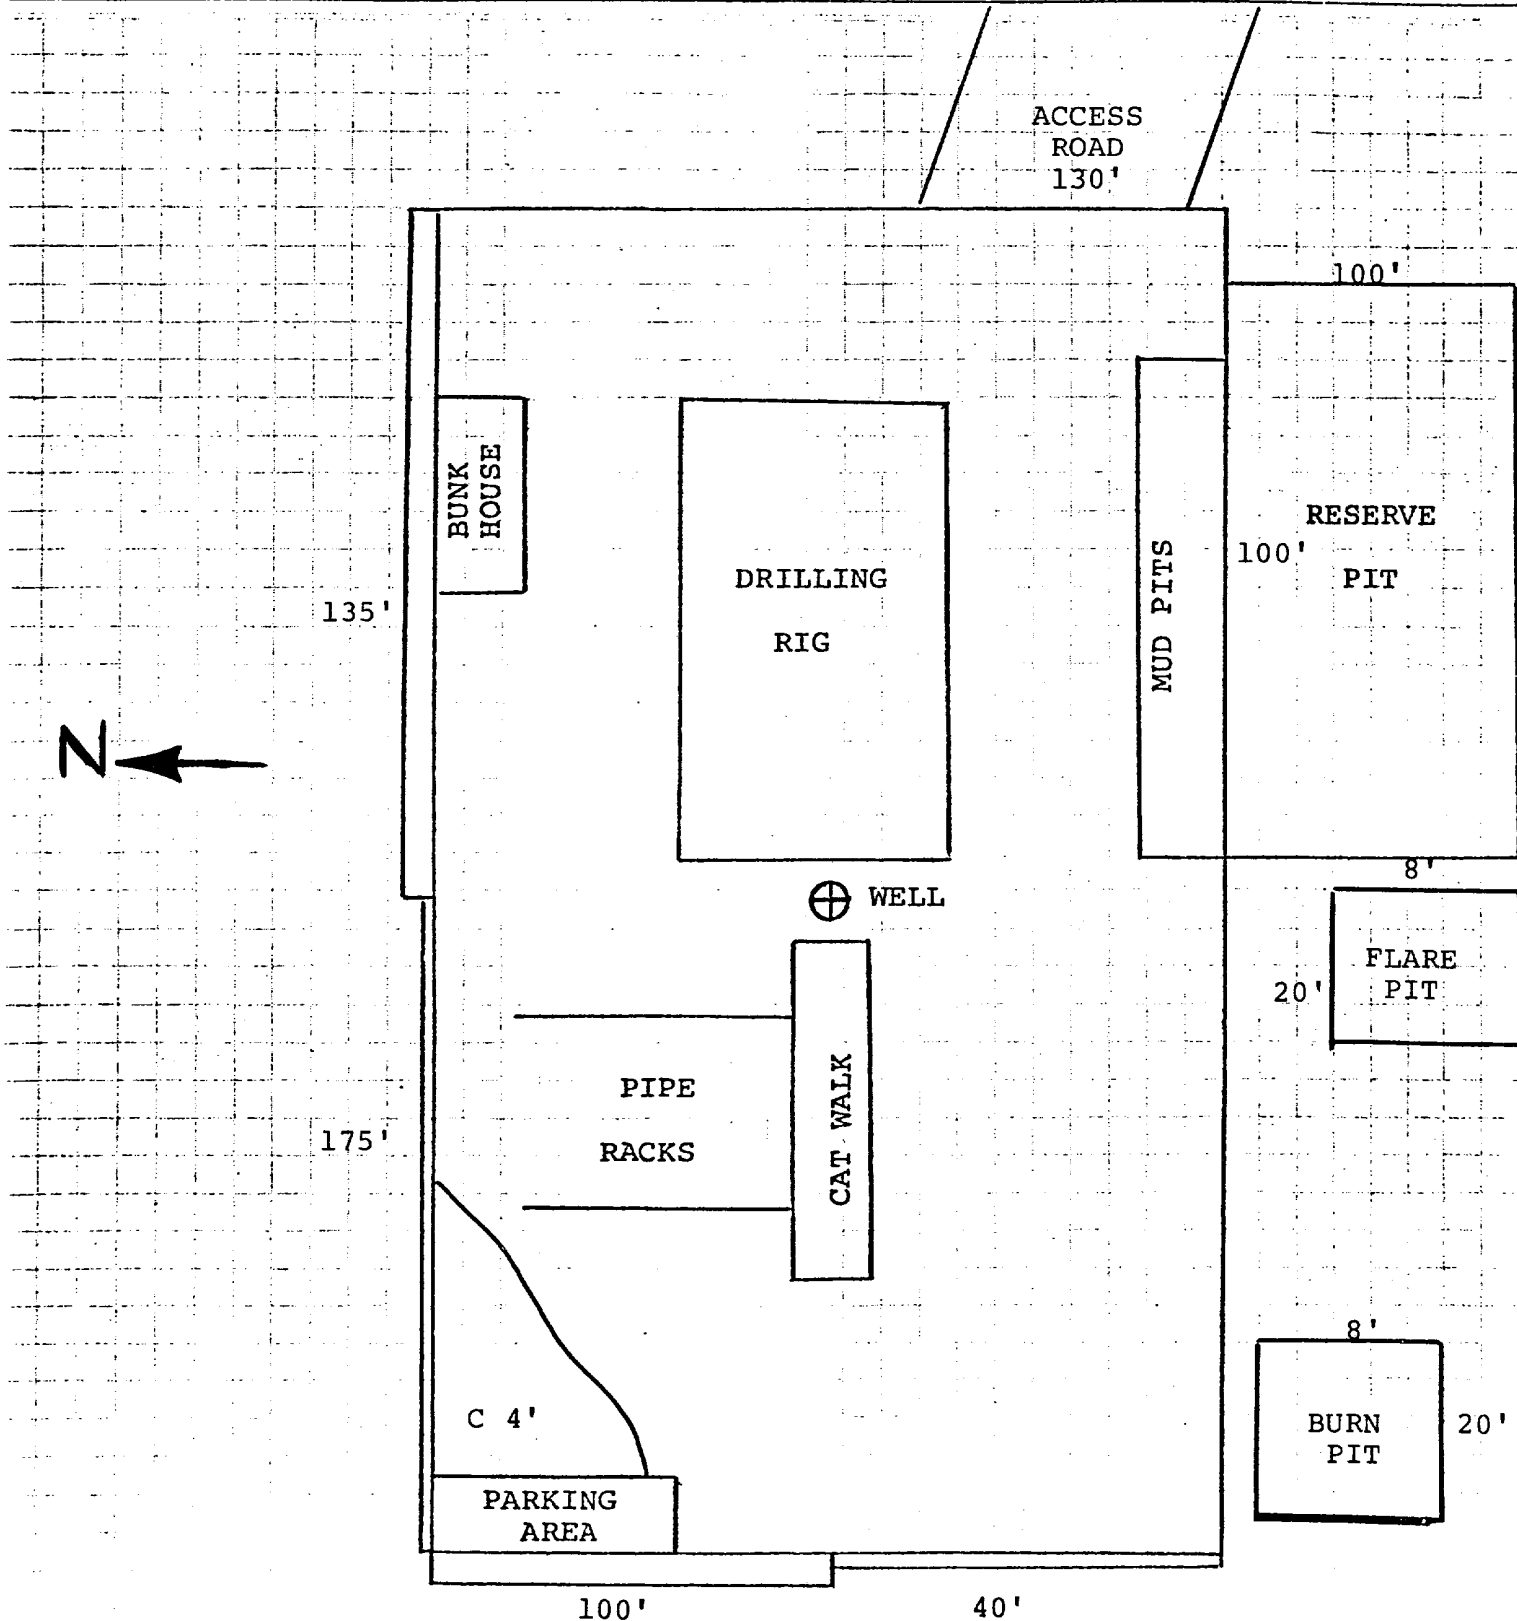 ACCESS
ROAD
130'
100'
BUNK
HOUSE
RESERVE
PIT
100'
MUD PITS
DRILLING
RIG
135'
N
8'
WELL
FLARE
PIT
20'
PIPE
RACKS
CAT WALK
175'
8'
C 4'
BURN
PIT
20'
PARKING
AREA
100'
40'